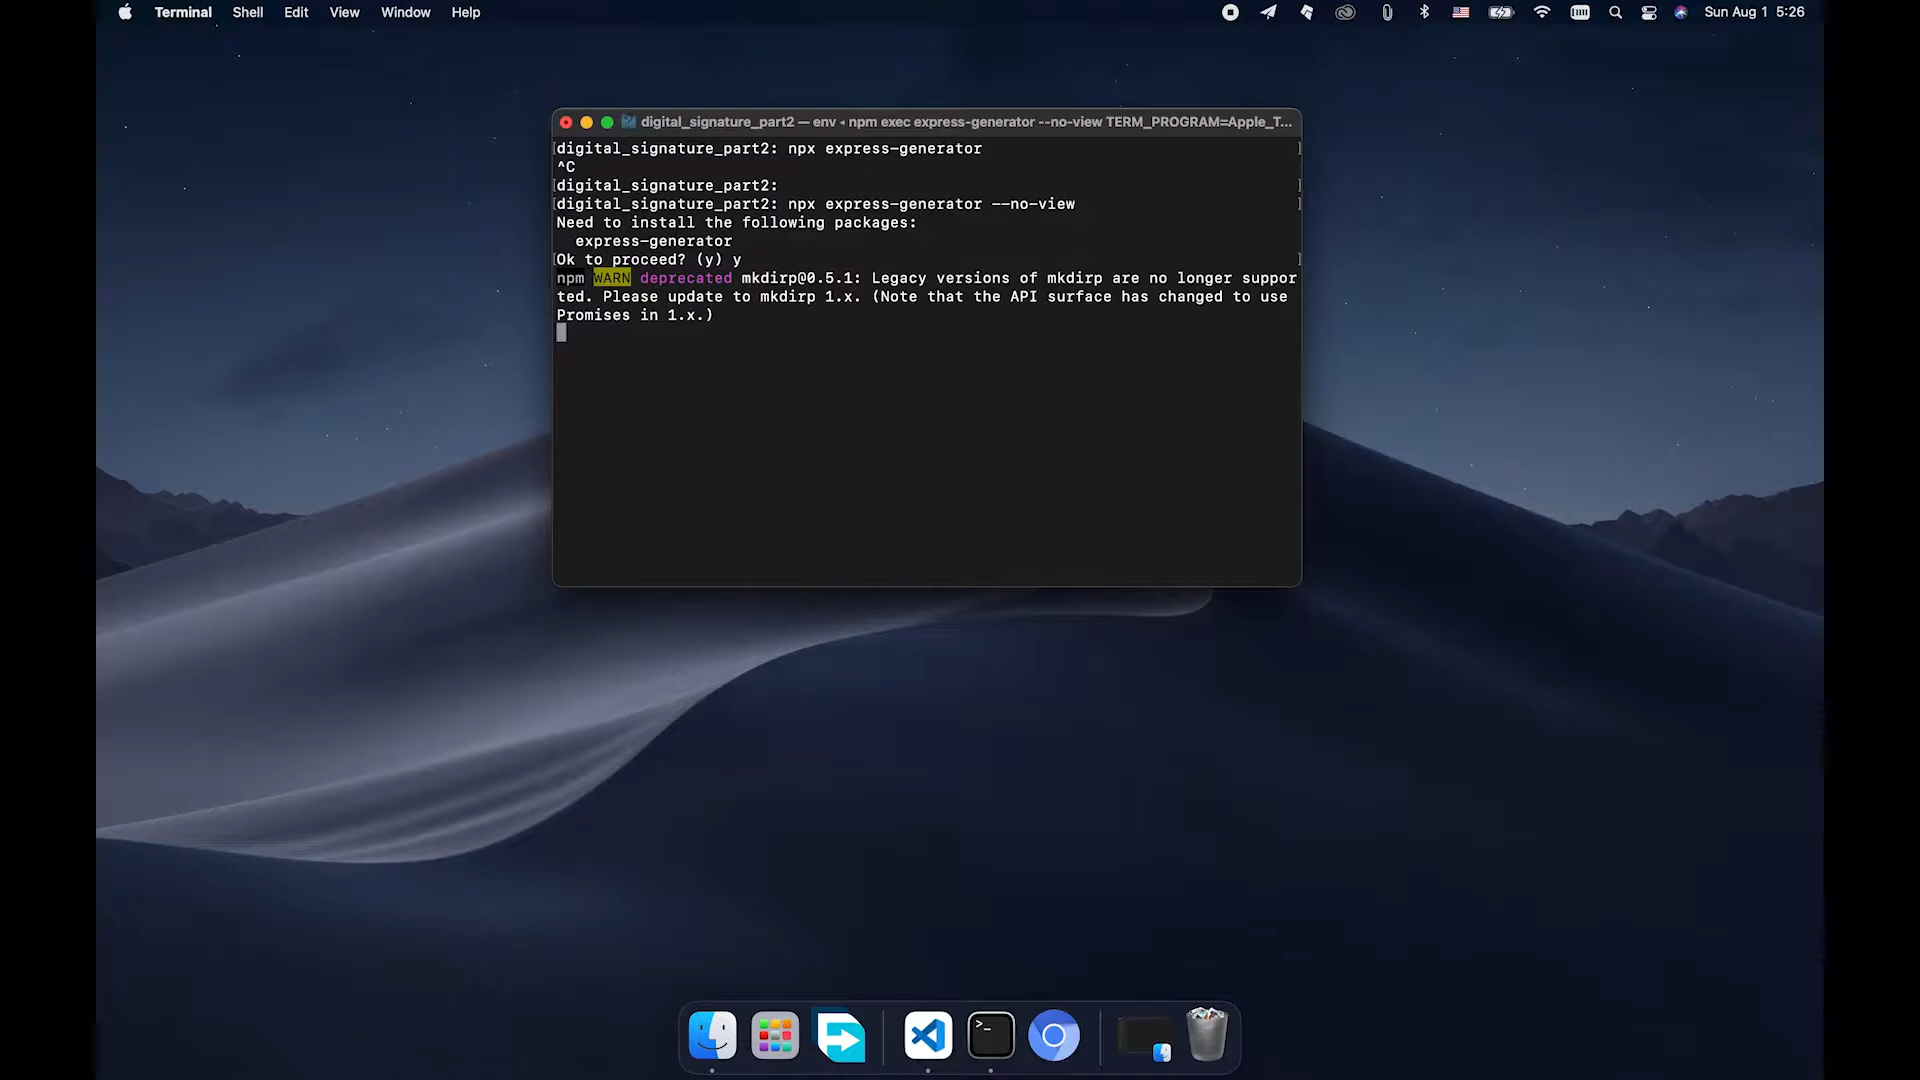 Terminal Shell Edit View Window Help Sun Aug 1 5:26
digital_signature_part2 — env ◂ npm exec express-generator --no-view TERM_PROGRAM=Apple_T...
[digital_signature_part2: npx express-generator ]
^C
[digital_signature_part2: ]
[digital_signature_part2: npx express-generator --no-view ]
Need to install the following packages:
express-generator
[Ok to proceed? (y) y ]
npm WARN deprecated mkdirp@0.5.1: Legacy versions of mkdirp are no longer suppor
ted. Please update to mkdirp 1.x. (Note that the API surface has changed to use
Promises in 1.x.)
>_